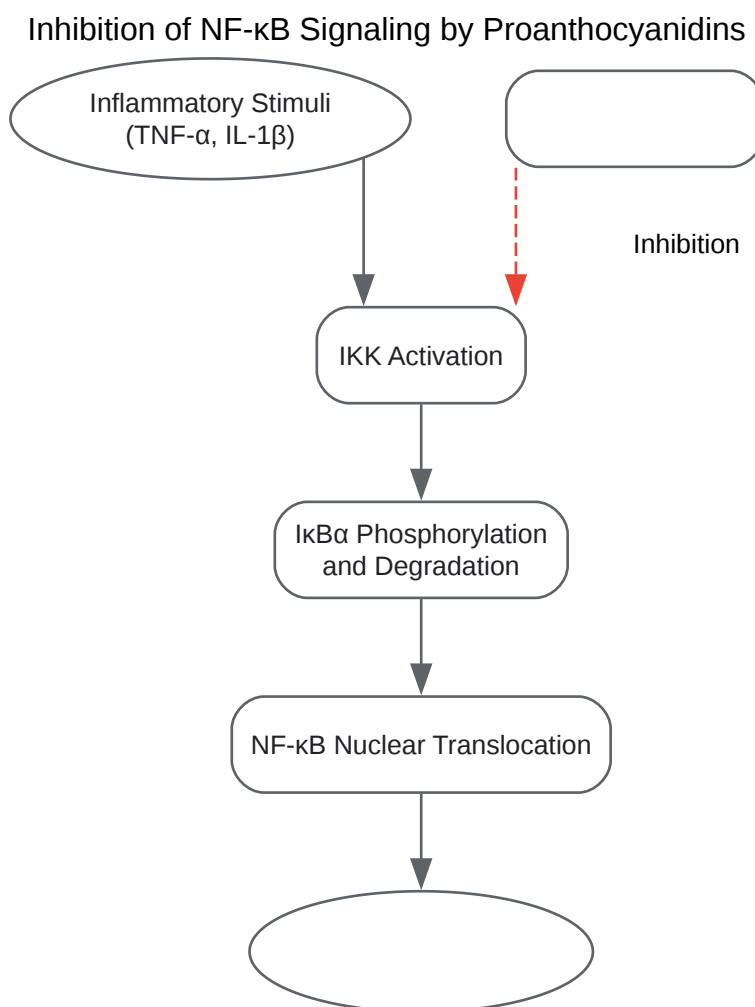 Inhibition of NF-κB Signaling by Proanthocyanidins
Inflammatory Stimuli
(TNF-α, IL-1β)
Inhibition
IKK Activation
IκBα Phosphorylation
and Degradation
NF-κB Nuclear Translocation